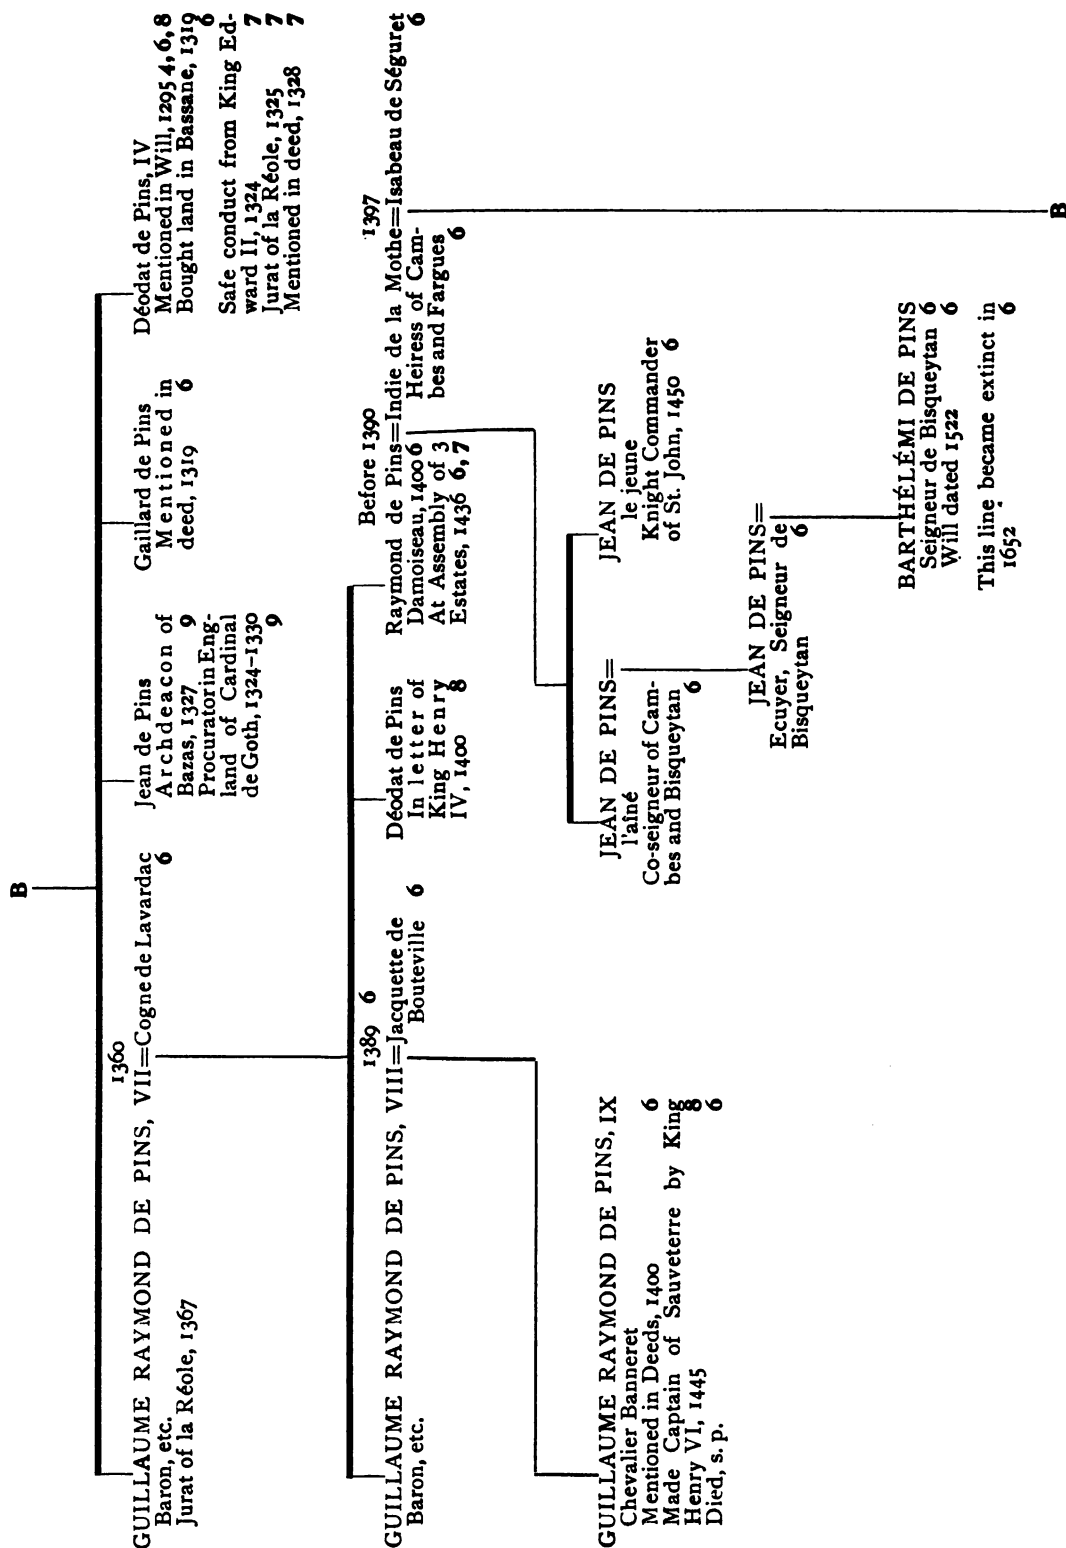 B
1360
GUILLAUME RAYMOND DE PINS, VII=Cogne de Lavardac
Baron, etc. 6
Jurat of la Réole, 1367
Jean de Pins
Archdeacon of
Bazas, 1327 9
Procurator in Eng-
land of Cardinal
de Goth, 1324-1330
9
Gaillard de Pins
Mentioned in
deed, 1319 6
Déodat de Pins, IV
Mentioned in Will, 1295 4, 6, 8
Bought land in Bassane, 1319
6
Safe conduct from King Ed-
ward II, 1324 7
Jurat of la Réole, 1325 7
Mentioned in deed, 1328 7
1389 6
GUILLAUME RAYMOND DE PINS, VIII=Jacquette de
Baron, etc. Bouteville 6
Déodat de Pins
In letter of
King Henry
IV, 1400 8
Before 1390 1397
Raymond de Pins=Indie de la Mothe=Isabeau de Séguret
Damoiseau, 1400 6 Heiress of Cam- 6
At Assembly of 3 bes and Fargues 6
Estates, 1436 6, 7
GUILLAUME RAYMOND DE PINS, IX
Chevalier Banneret
Mentioned in Deeds, 1400 6
Made Captain of Sauveterre by King
Henry VI, 1445 8
Died, s. p. 6
JEAN DE PINS=
l'aîné
Co-seigneur of Cam-
bes and Bisqueytan 6
JEAN DE PINS
le jeune
Knight Commander
of St. John, 1450 6
JEAN DE PINS=
Ecuyer, Seigneur de
Bisqueytan 6
BARTHÉLÉMI DE PINS
Seigneur de Bisqueytan 6
Will dated 1522 6
This line became extinct in
1652 6
B